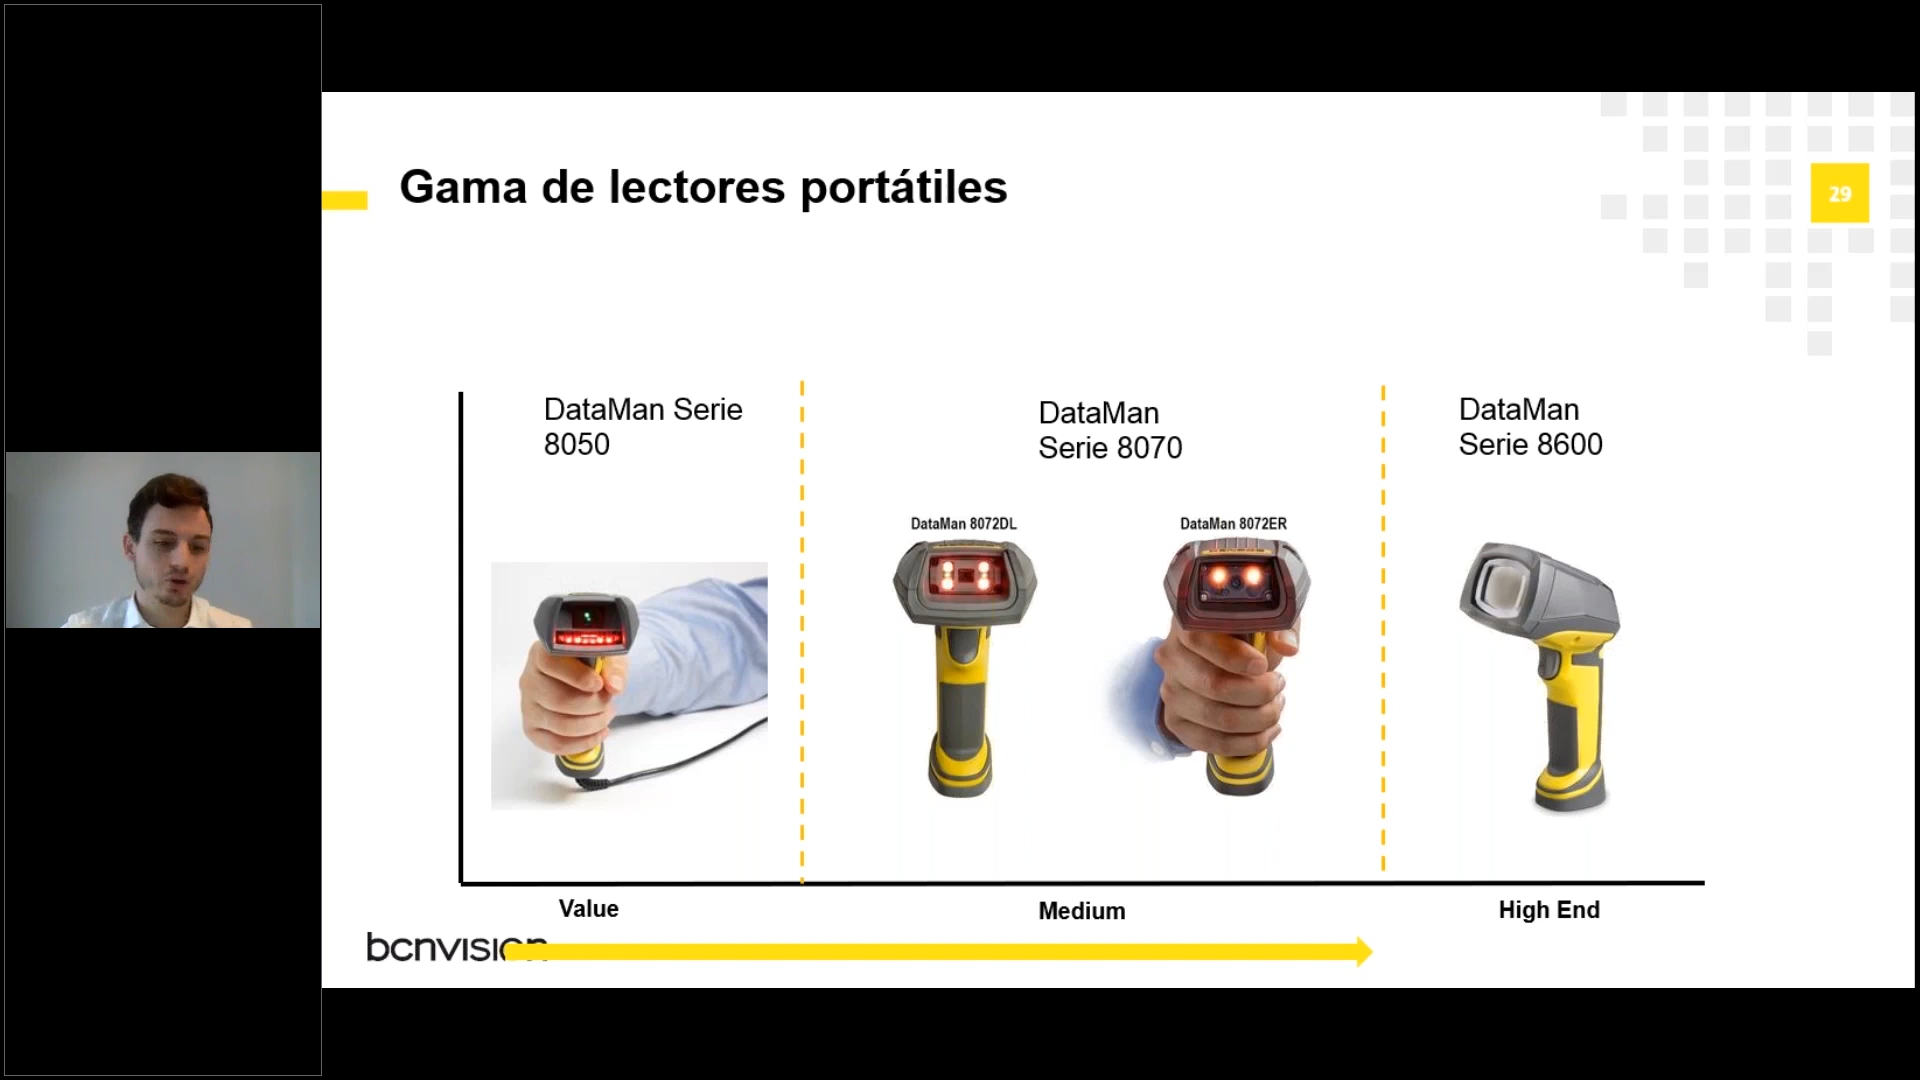 Gama de lectores portátiles
29
DataMan Serie
8050
DataMan
Serie 8070
DataMan
Serie 8600
DataMan 8072DL
DataMan 8072ER
Value
Medium
High End
bcnvision